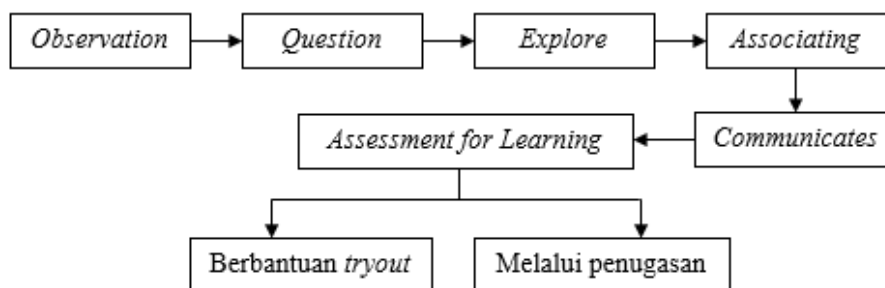 Observation
Question
Explore
Associating
Communicates
Assessment for Learning
Berbantuan tryout
Melalui penugasan